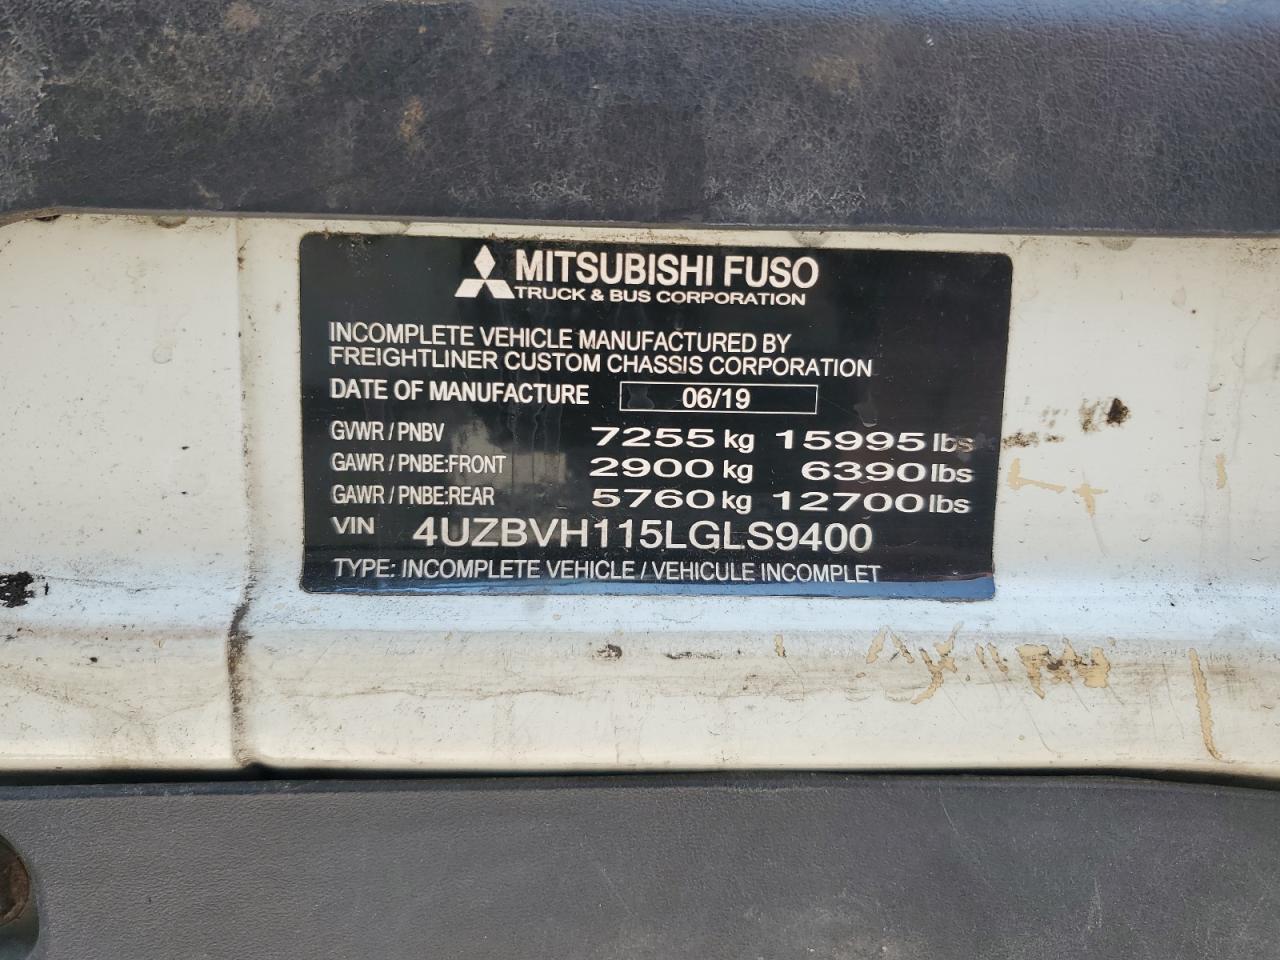 MITSUBISHI FUSO
TRUCK & BUS CORPORATION
INCOMPLETE VEHICLE MANUFACTURED BY
FREIGHTLINER CUSTOM CHASSIS CORPORATION
DATE OF MANUFACTURE 06/19
GVWR / PNBV 7255 kg 15995 lbs
GAWR / PNBE:FRONT 2900 kg 6390 lbs
GAWR / PNBE:REAR 5760 kg 12700 lbs
VIN 4UZBVH115LGLS9400
TYPE: INCOMPLETE VEHICLE / VEHICULE INCOMPLET